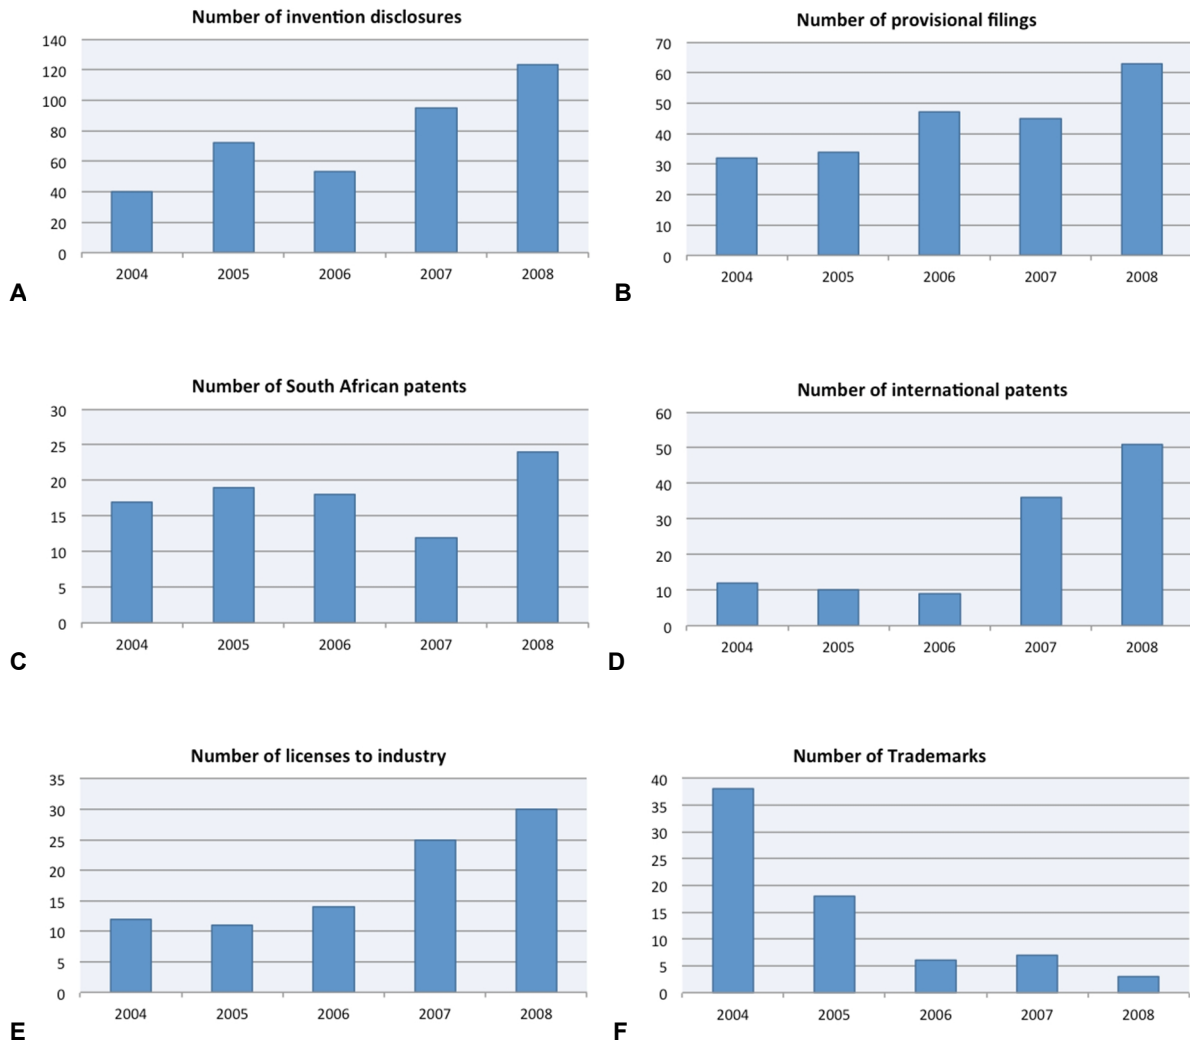 Number of invention disclosures
140
120
100
80
60
40
20
0
2004 2005 2006 2007 2008
A
Number of provisional filings
70
60
50
40
30
20
10
0
2004 2005 2006 2007 2008
B
Number of South African patents
30
25
20
15
10
5
0
2004 2005 2006 2007 2008
C
Number of international patents
60
50
40
30
20
10
0
2004 2005 2006 2007 2008
D
Number of licenses to industry
35
30
25
20
15
10
5
0
2004 2005 2006 2007 2008
E
Number of Trademarks
40
35
30
25
20
15
10
5
0
2004 2005 2006 2007 2008
F